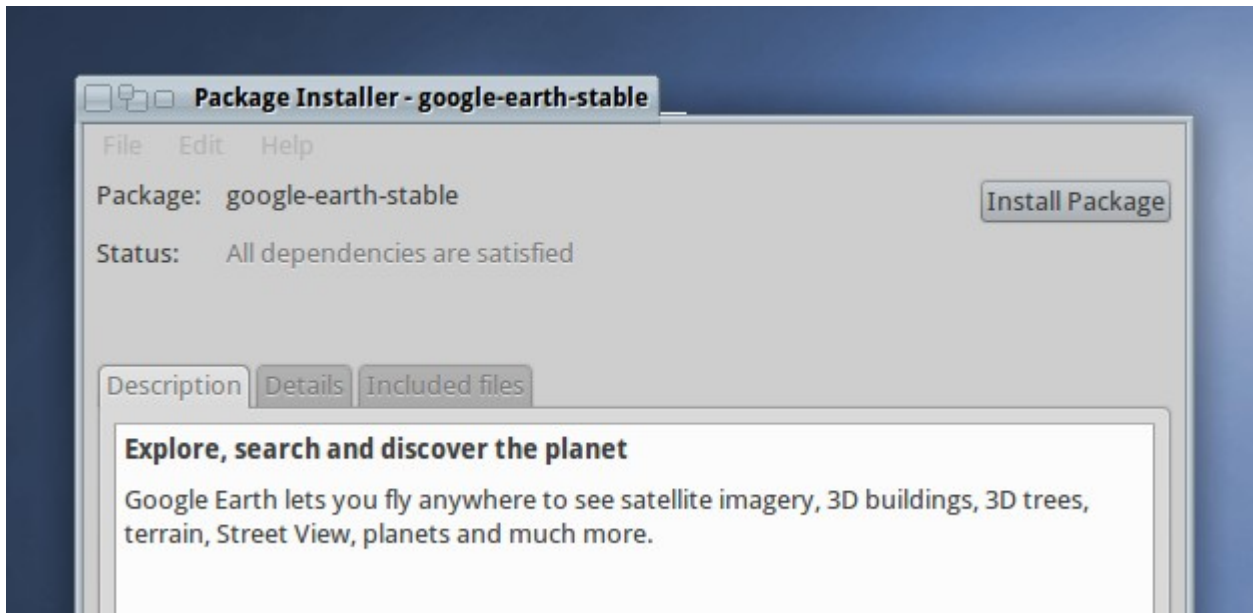 Package Installer - google-earth-stable
File Edit Help
Package: google-earth-stable
Install Package
Status: All dependencies are satisfied
Description Details Included files
Explore, search and discover the planet
Google Earth lets you fly anywhere to see satellite imagery, 3D buildings, 3D trees,
terrain, Street View, planets and much more.